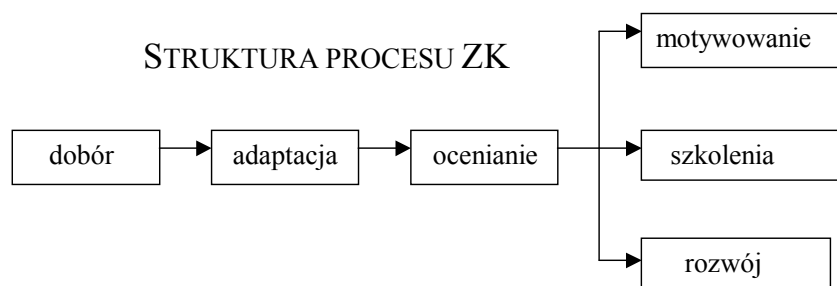 STRUKTURA PROCESU ZK
motywowanie
dobór
adaptacja
ocenianie
szkolenia
rozwój